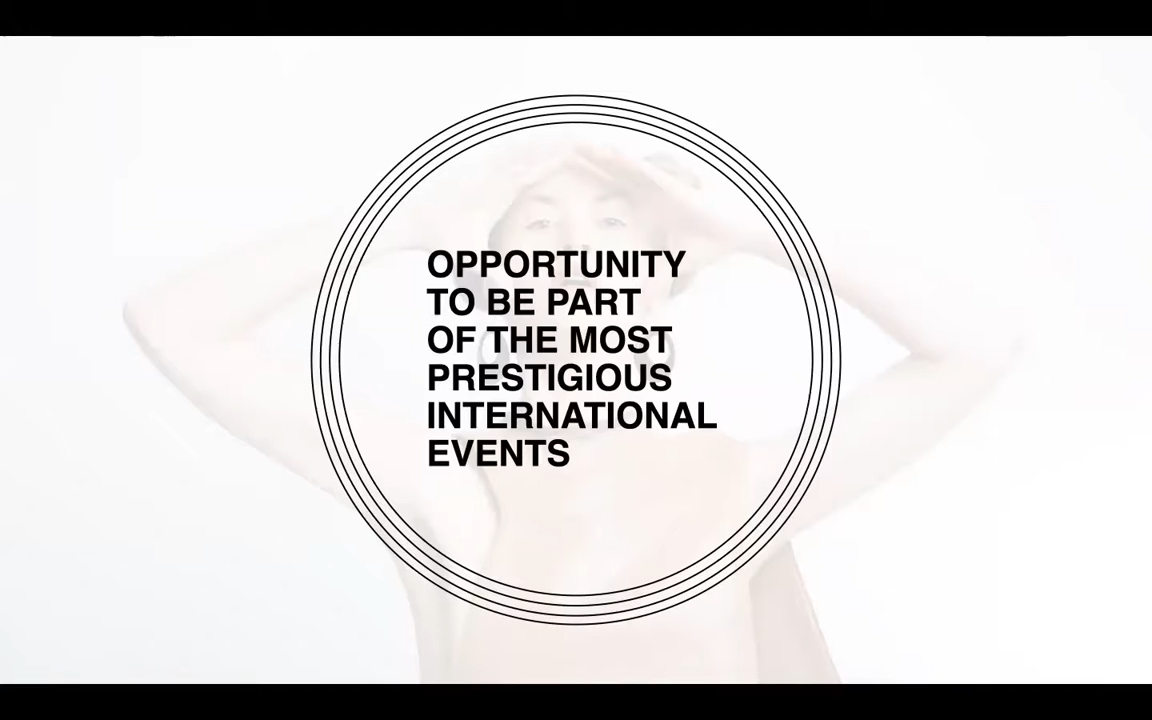 OPPORTUNITY
TO BE PART
OF THE MOST
PRESTIGIOUS
INTERNATIONAL
EVENTS